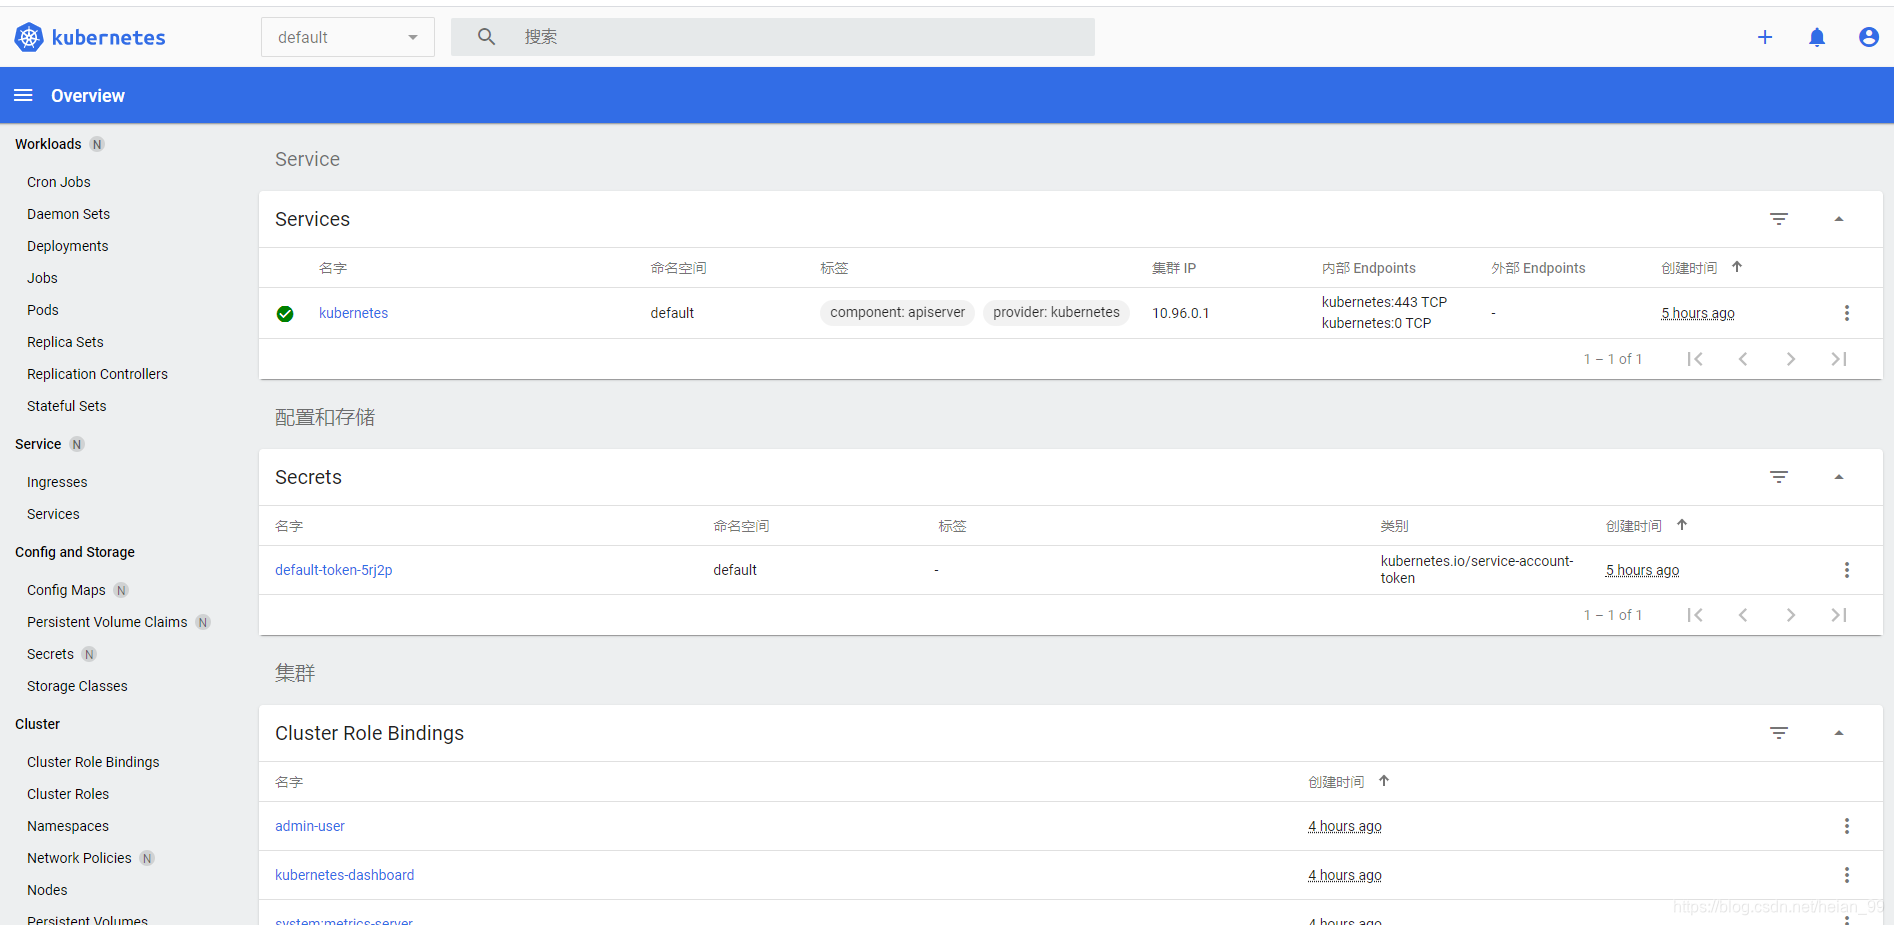 kubernetes
default
搜索
Overview
Workloads N
Cron Jobs
Daemon Sets
Deployments
Jobs
Pods
Replica Sets
Replication Controllers
Stateful Sets
Service N
Ingresses
Services
Config and Storage
Config Maps N
Persistent Volume Claims N
Secrets N
Storage Classes
Cluster
Cluster Role Bindings
Cluster Roles
Namespaces
Network Policies N
Nodes
Persistent Volumes
Service
Services
名字 命名空间 标签 集群 IP 内部 Endpoints 外部 Endpoints 创建时间
kubernetes default component: apiserver provider: kubernetes 10.96.0.1 kubernetes:443 TCP - 5 hours ago
kubernetes:0 TCP
1 – 1 of 1
配置和存储
Secrets
名字 命名空间 标签 类别 创建时间
default-token-5rj2p default - kubernetes.io/service-account- 5 hours ago
token
1 – 1 of 1
集群
Cluster Role Bindings
名字 创建时间
admin-user 4 hours ago
kubernetes-dashboard 4 hours ago
system:metrics-server 4 hours ago
https://blog.csdn.net/heian_99